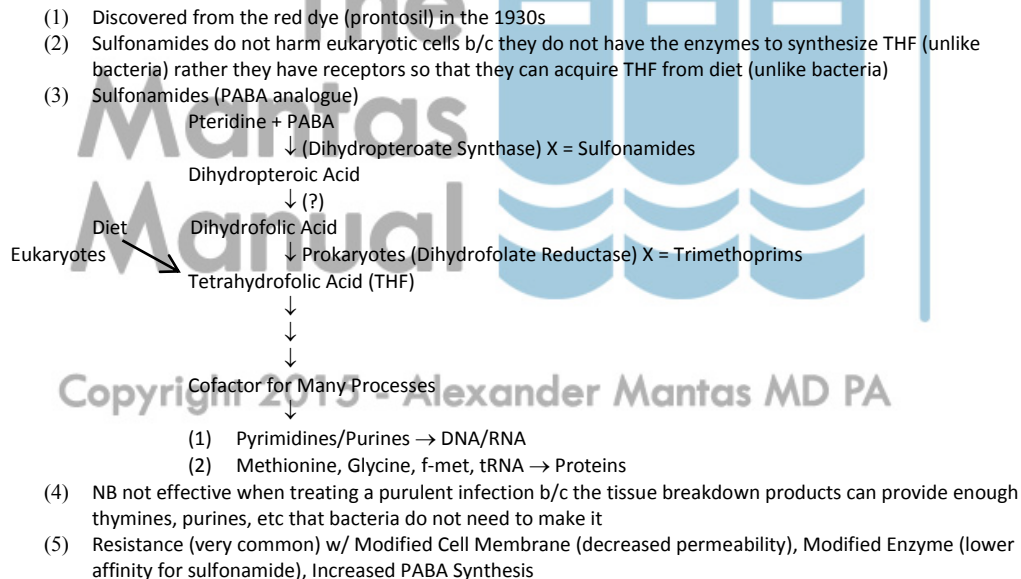 The
(1) Discovered from the red dye (prontosil) in the 1930s
(2) Sulfonamides do not harm eukaryotic cells b/c they do not have the enzymes to synthesize THF (unlike
bacteria) rather they have receptors so that they can acquire THF from diet (unlike bacteria)
Mantas
(3) Sulfonamides (PABA analogue)
Pteridine + PABA
↓ (Dihydropteroate Synthase) X = Sulfonamides
Dihydropteroic Acid
↓ (?)
Manual
Diet Dihydrofolic Acid
Eukaryotes ↓ Prokaryotes (Dihydrofolate Reductase) X = Trimethoprims
Tetrahydrofolic Acid (THF)
↓
↓
↓
Cofactor for Many Processes
Copyright 2015 - Alexander Mantas MD PA
↓
(1) Pyrimidines/Purines → DNA/RNA
(2) Methionine, Glycine, f-met, tRNA → Proteins
(4) NB not effective when treating a purulent infection b/c the tissue breakdown products can provide enough
thymines, purines, etc that bacteria do not need to make it
(5) Resistance (very common) w/ Modified Cell Membrane (decreased permeability), Modified Enzyme (lower
affinity for sulfonamide), Increased PABA Synthesis